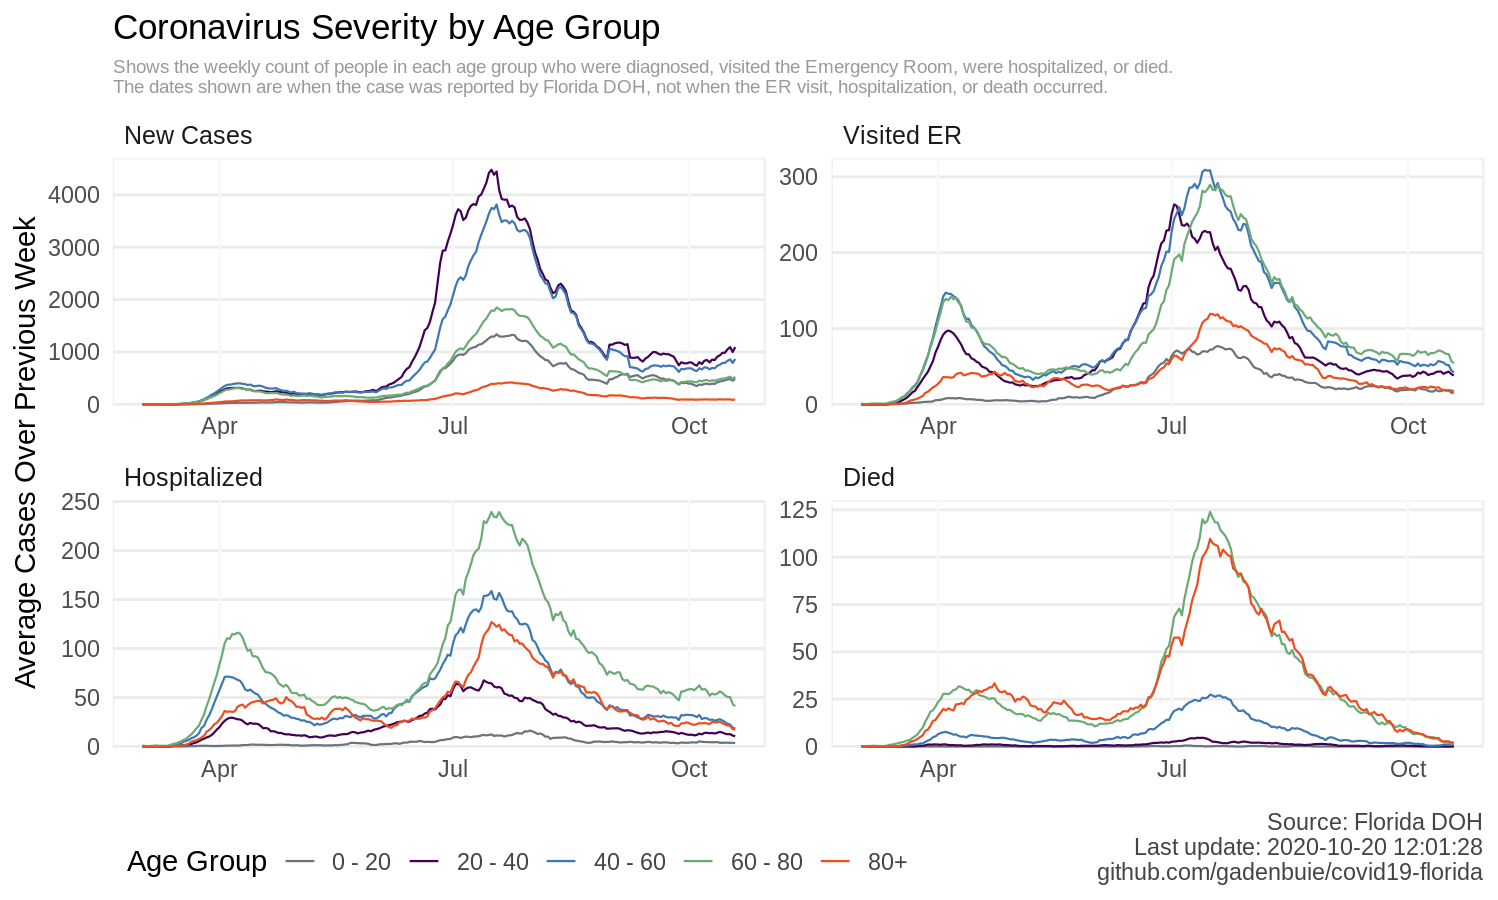 Coronavirus Severity by Age Group
Shows the weekly count of people in each age group who were diagnosed, visited the Emergency Room, were hospitalized, or died.
The dates shown are when the case was reported by Florida DOH, not when the ER visit, hospitalization, or death occurred.
Average Cases Over Previous Week
New Cases
4000
3000
2000
1000
0
Apr Jul Oct
Visited ER
300
200
100
0
Apr Jul Oct
Hospitalized
250
200
150
100
50
0
Apr Jul Oct
Died
125
100
75
50
25
0
Apr Jul Oct
Age Group 0 - 20 20 - 40 40 - 60 60 - 80 80+
Source: Florida DOH
Last update: 2020-10-20 12:01:28
github.com/gadenbuie/covid19-florida